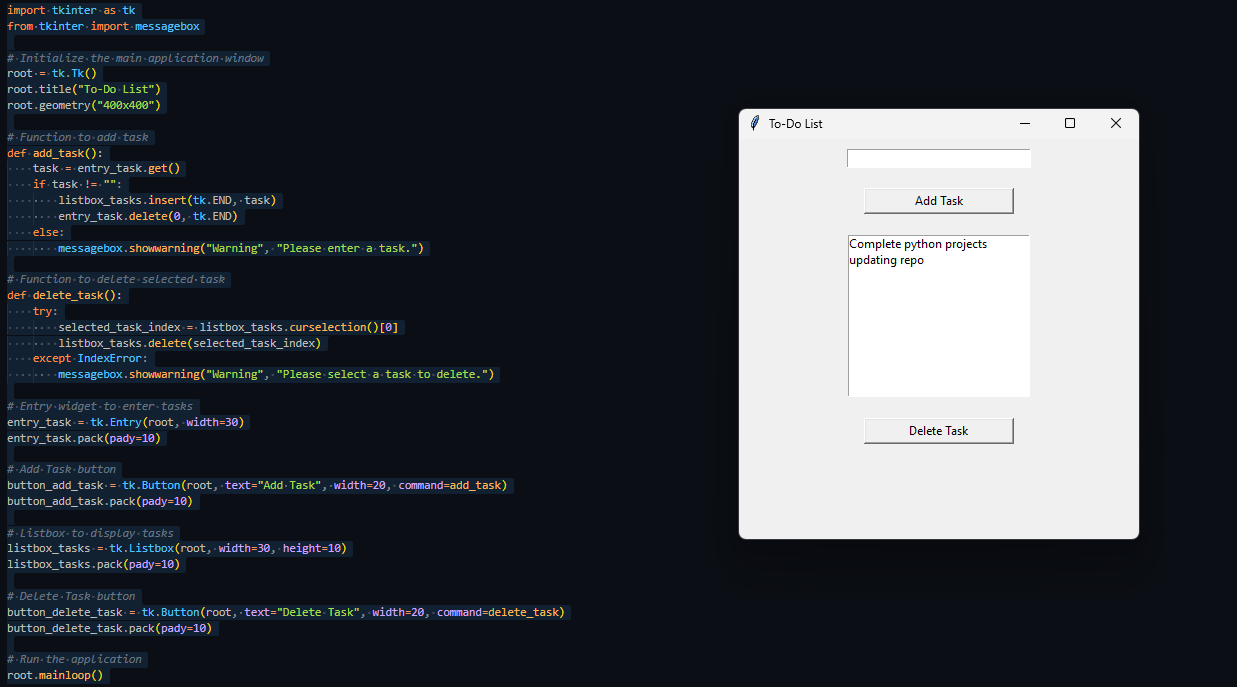 import tkinter as tk
from tkinter import messagebox
# Initialize the main application window
root = tk.Tk()
root.title("To-Do List")
root.geometry("400x400")
# Function to add task
def add_task():
    task = entry_task.get()
    if task != "":
        listbox_tasks.insert(tk.END, task)
        entry_task.delete(0, tk.END)
    else:
        messagebox.showwarning("Warning", "Please enter a task.")
# Function to delete selected task
def delete_task():
    try:
        selected_task_index = listbox_tasks.curselection()[0]
        listbox_tasks.delete(selected_task_index)
    except IndexError:
        messagebox.showwarning("Warning", "Please select a task to delete.")
# Entry widget to enter tasks
entry_task = tk.Entry(root, width=30)
entry_task.pack(pady=10)
# Add Task button
button_add_task = tk.Button(root, text="Add Task", width=20, command=add_task)
button_add_task.pack(pady=10)
# Listbox to display tasks
listbox_tasks = tk.Listbox(root, width=30, height=10)
listbox_tasks.pack(pady=10)
# Delete Task button
button_delete_task = tk.Button(root, text="Delete Task", width=20, command=delete_task)
button_delete_task.pack(pady=10)
# Run the application
root.mainloop()
To-Do List
Add Task
Complete python projects
updating repo
Delete Task